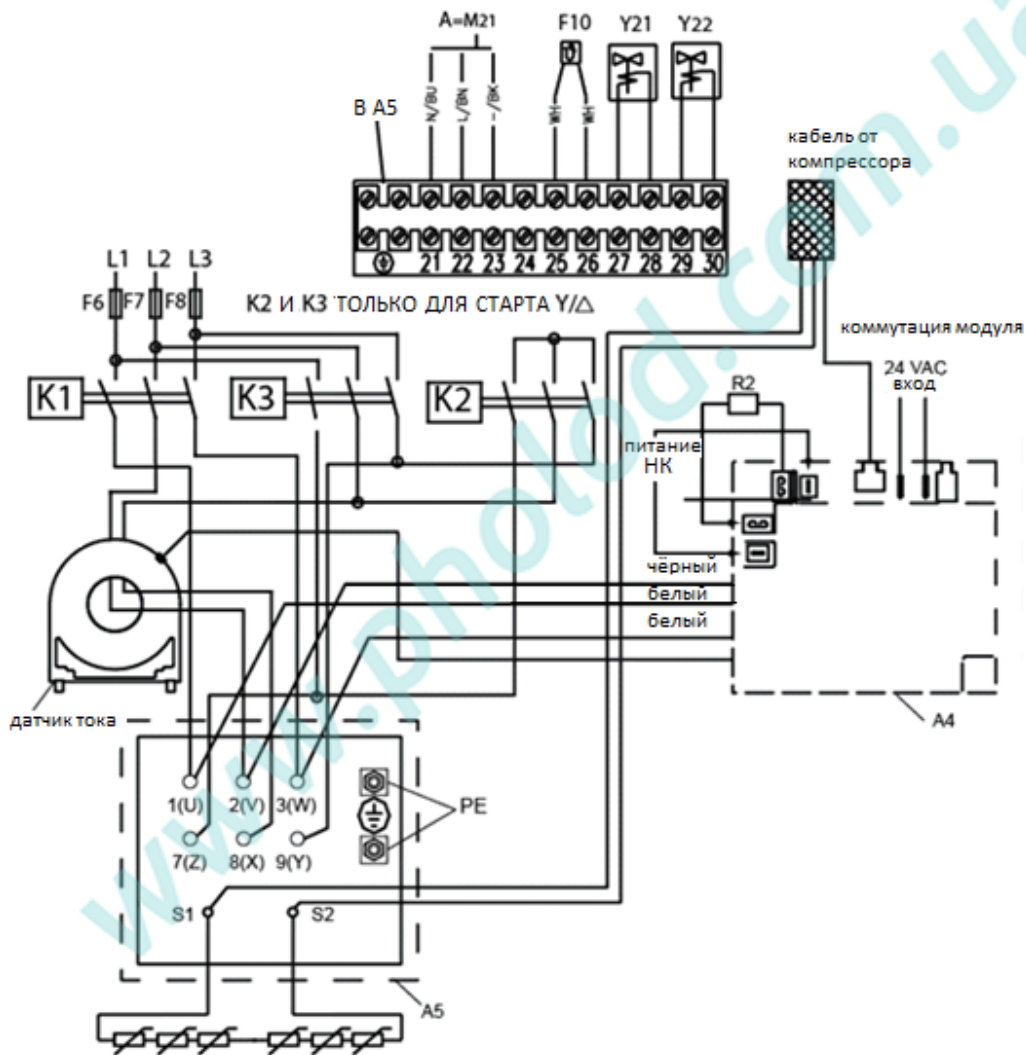 A=M21
F10
Y21
Y22
В А5
N/BU
L/BN
-/BK
WH
WH
кабель от
компрессора
21 22 23 24 25 26 27 28 29 30
L1 L2 L3
F6 F7 F8
K2 И K3 ТОЛЬКО ДЛЯ СТАРТА Y/△
коммутация модуля
24 VAC
вход
R2
K1
K3
K2
питание
НК
чёрный
белый
белый
датчик тока
A4
1(U) 2(V) 3(W)
PE
7(Z) 8(X) 9(Y)
S1
S2
A5
www.pholod.com.ua